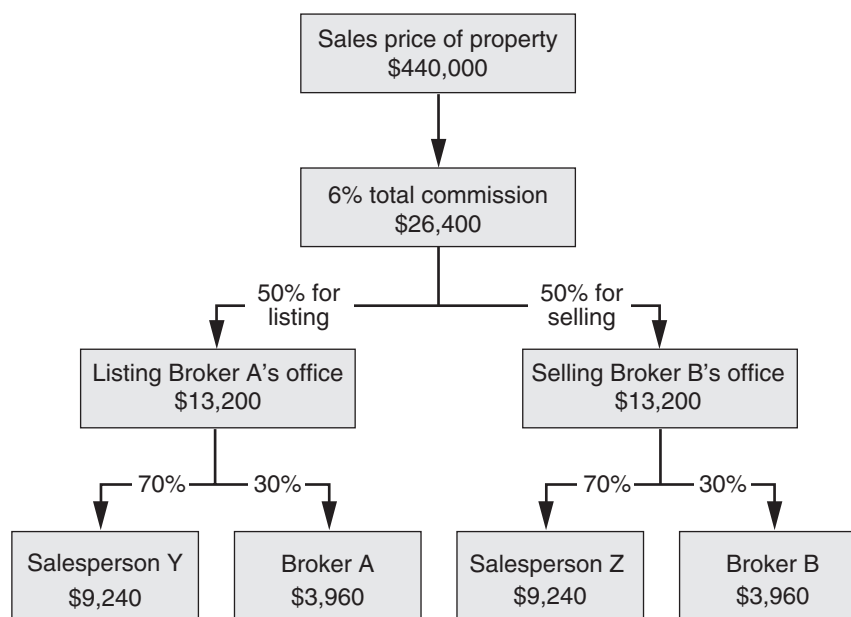 Sales price of property
$440,000
6% total commission
$26,400
50% for
listing
50% for
selling
Listing Broker A’s office
$13,200
Selling Broker B’s office
$13,200
70%
30%
70%
30%
Salesperson Y
$9,240
Broker A
$3,960
Salesperson Z
$9,240
Broker B
$3,960